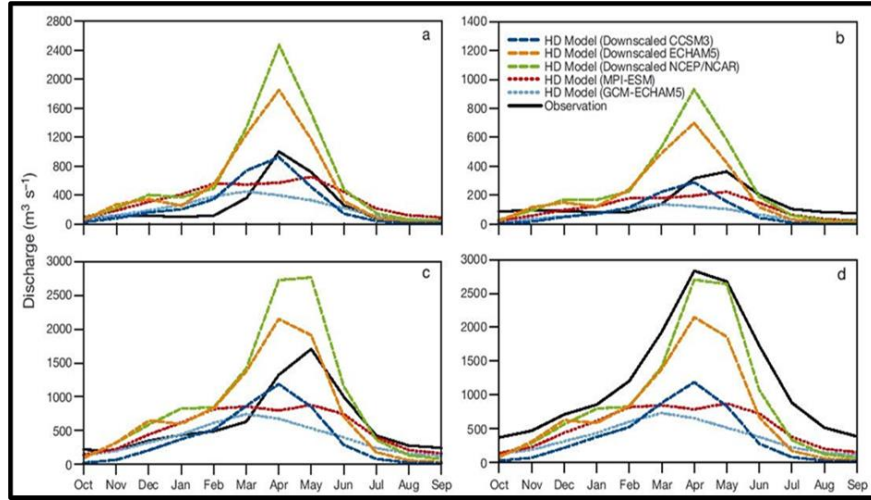 a
2800
2400
2000
1600
1200
800
400
0
b
1400
1200
1000
800
600
400
200
0
HD Model (Downscaled CCSM3)
HD Model (Downscaled ECHAM5)
HD Model (Downscaled NCEP/NCAR)
HD Model (MPI-ESM)
HD Model (GCM-ECHAM5)
Observation
Discharge (m³ s⁻¹)
c
3000
2500
2000
1500
1000
500
0
Oct Nov Dec Jan Feb Mar Apr May Jun Jul Aug Sep
d
3000
2500
2000
1500
1000
500
0
Oct Nov Dec Jan Feb Mar Apr May Jun Jul Aug Sep